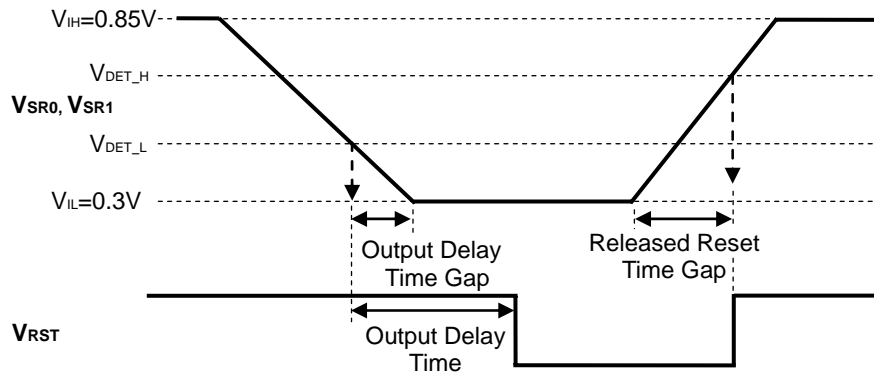 VIH=0.85V
VDET_H
VSR0, VSR1
VDET_L
VIL=0.3V
Output Delay
Time Gap
Released Reset
Time Gap
VRST
Output Delay
Time